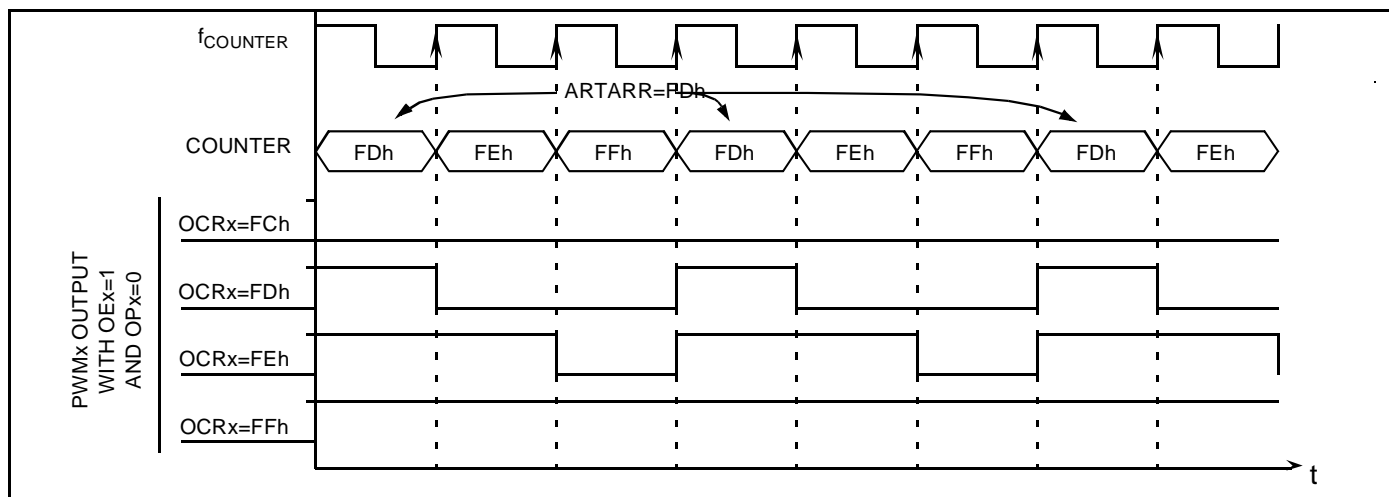 fCOUNTER
ARTARR=FDh
COUNTER
FDh FEh FFh FDh FEh FFh FDh FEh
PWMx OUTPUT
WITH OEx=1
AND OPx=0
OCRx=FCh
OCRx=FDh
OCRx=FEh
OCRx=FFh
t